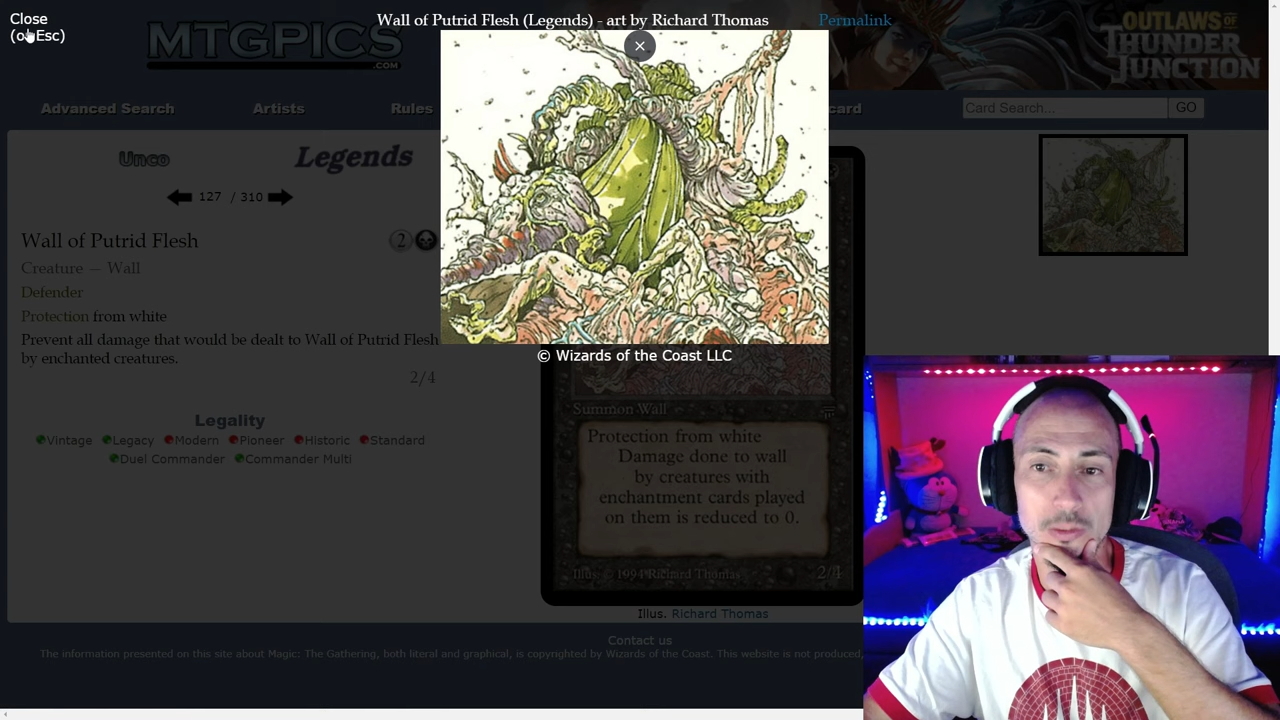 Close
(or Esc)
Wall of Putrid Flesh (Legends) - art by Richard Thomas
Permalink
MTGPICS
.COM
OUTLAWS OF
THUNDER
JUNCTION
Advanced Search
Artists
Rules
card
Card Search...
GO
Unco
Legends
127 / 310
Wall of Putrid Flesh
2
Creature — Wall
Defender
Protection from white
Prevent all damage that would be dealt to Wall of Putrid Flesh
by enchanted creatures.
2/4
Legality
Vintage Legacy Modern Pioneer Historic Standard
Duel Commander Commander Multi
© Wizards of the Coast LLC
Summon Wall
Protection from white
Damage done to wall
by creatures with
enchantment cards played
on them is reduced to 0.
Illus. © 1994 Richard Thomas
2/4
Illus. Richard Thomas
Contact us
The information presented on this site about Magic: The Gathering, both literal and graphical, is copyrighted by Wizards of the Coast. This website is not produced,